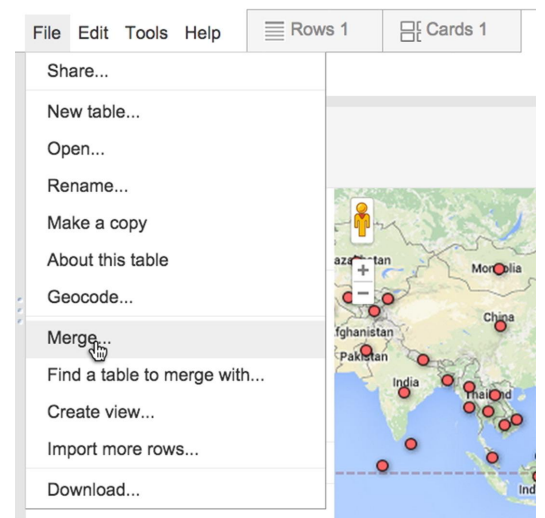 File Edit Tools Help Rows 1 Cards 1
Share...
New table...
Open...
Rename...
Make a copy
About this table
Geocode...
Merge...
Find a table to merge with...
Create view...
Import more rows...
Download...
Mongolia
China
Pakistan
India
Thailand